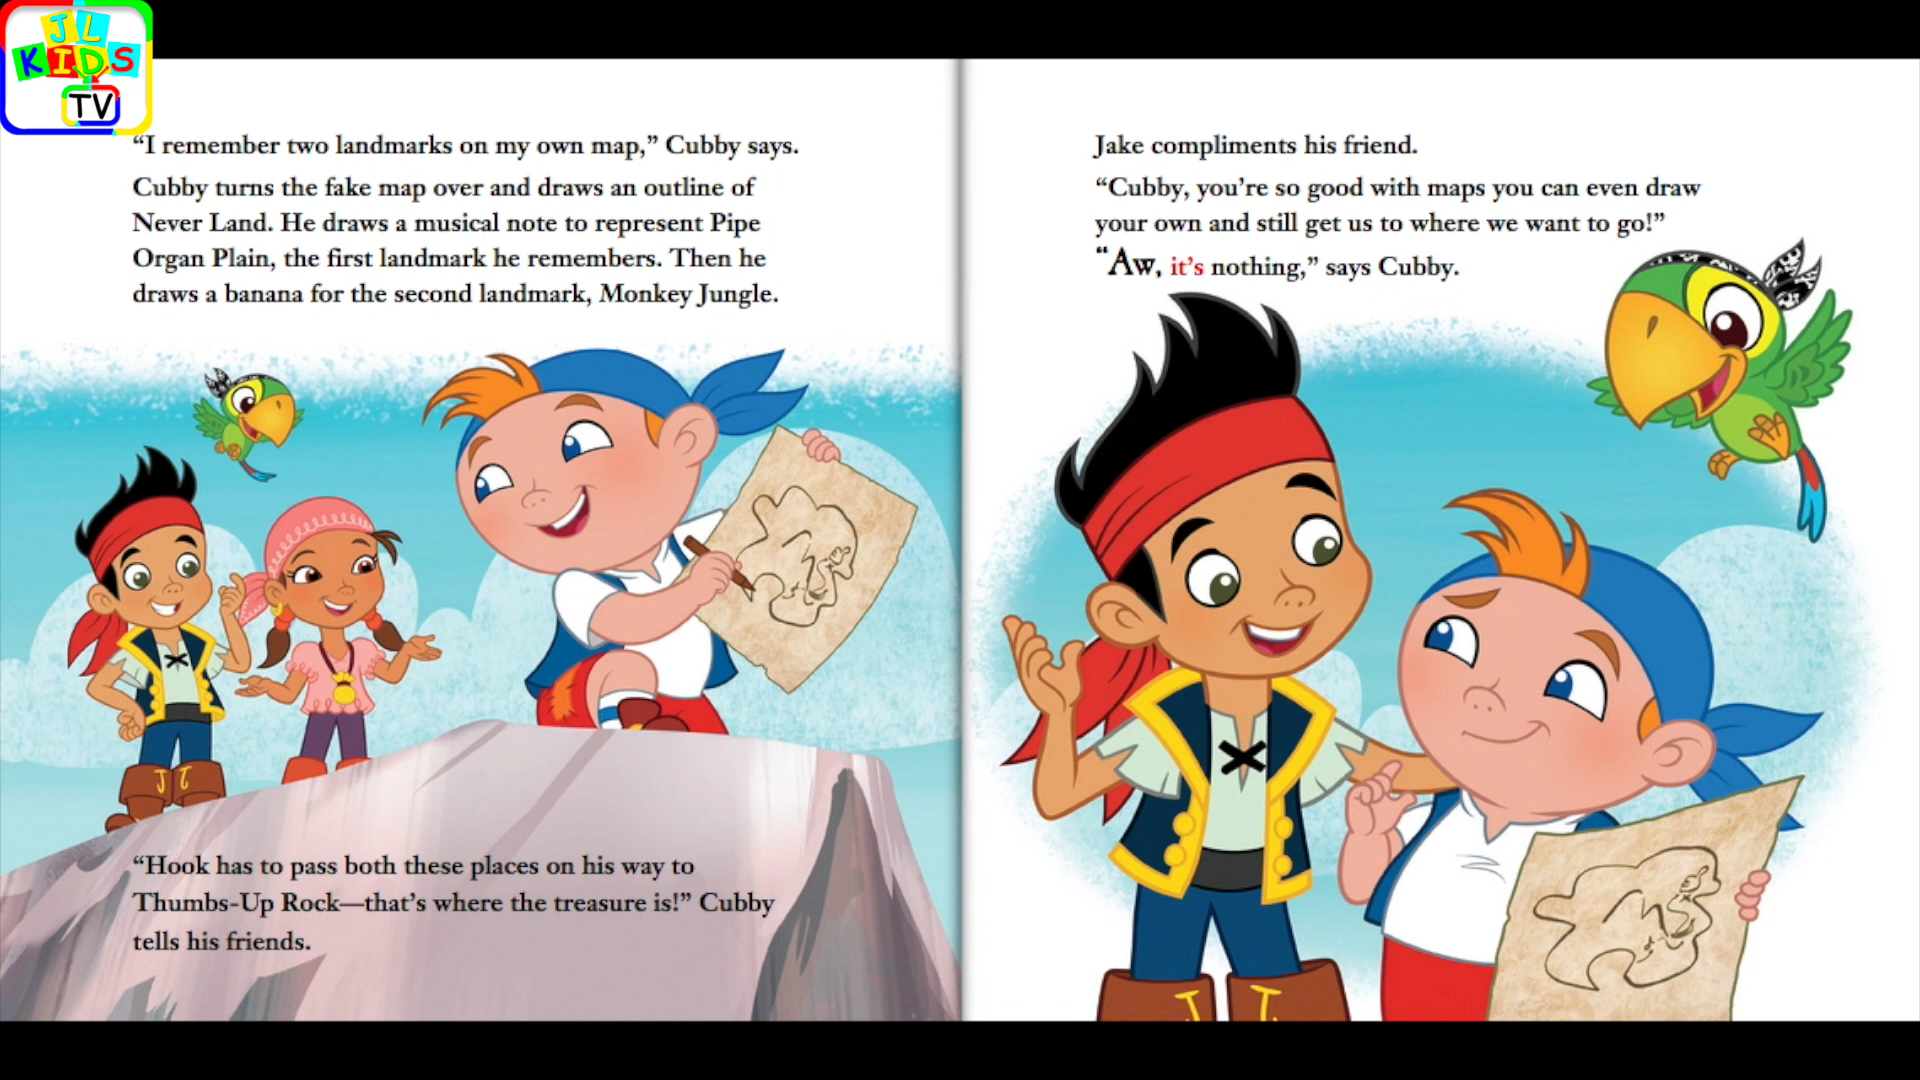 JL
KIDS
TV
“I remember two landmarks on my own map,” Cubby says.
Cubby turns the fake map over and draws an outline of
Never Land. He draws a musical note to represent Pipe
Organ Plain, the first landmark he remembers. Then he
draws a banana for the second landmark, Monkey Jungle.
“Hook has to pass both these places on his way to
Thumbs-Up Rock—that’s where the treasure is!” Cubby
tells his friends.
Jake compliments his friend.
“Cubby, you’re so good with maps you can even draw
your own and still get us to where we want to go!”
“Aw, it’s nothing,” says Cubby.